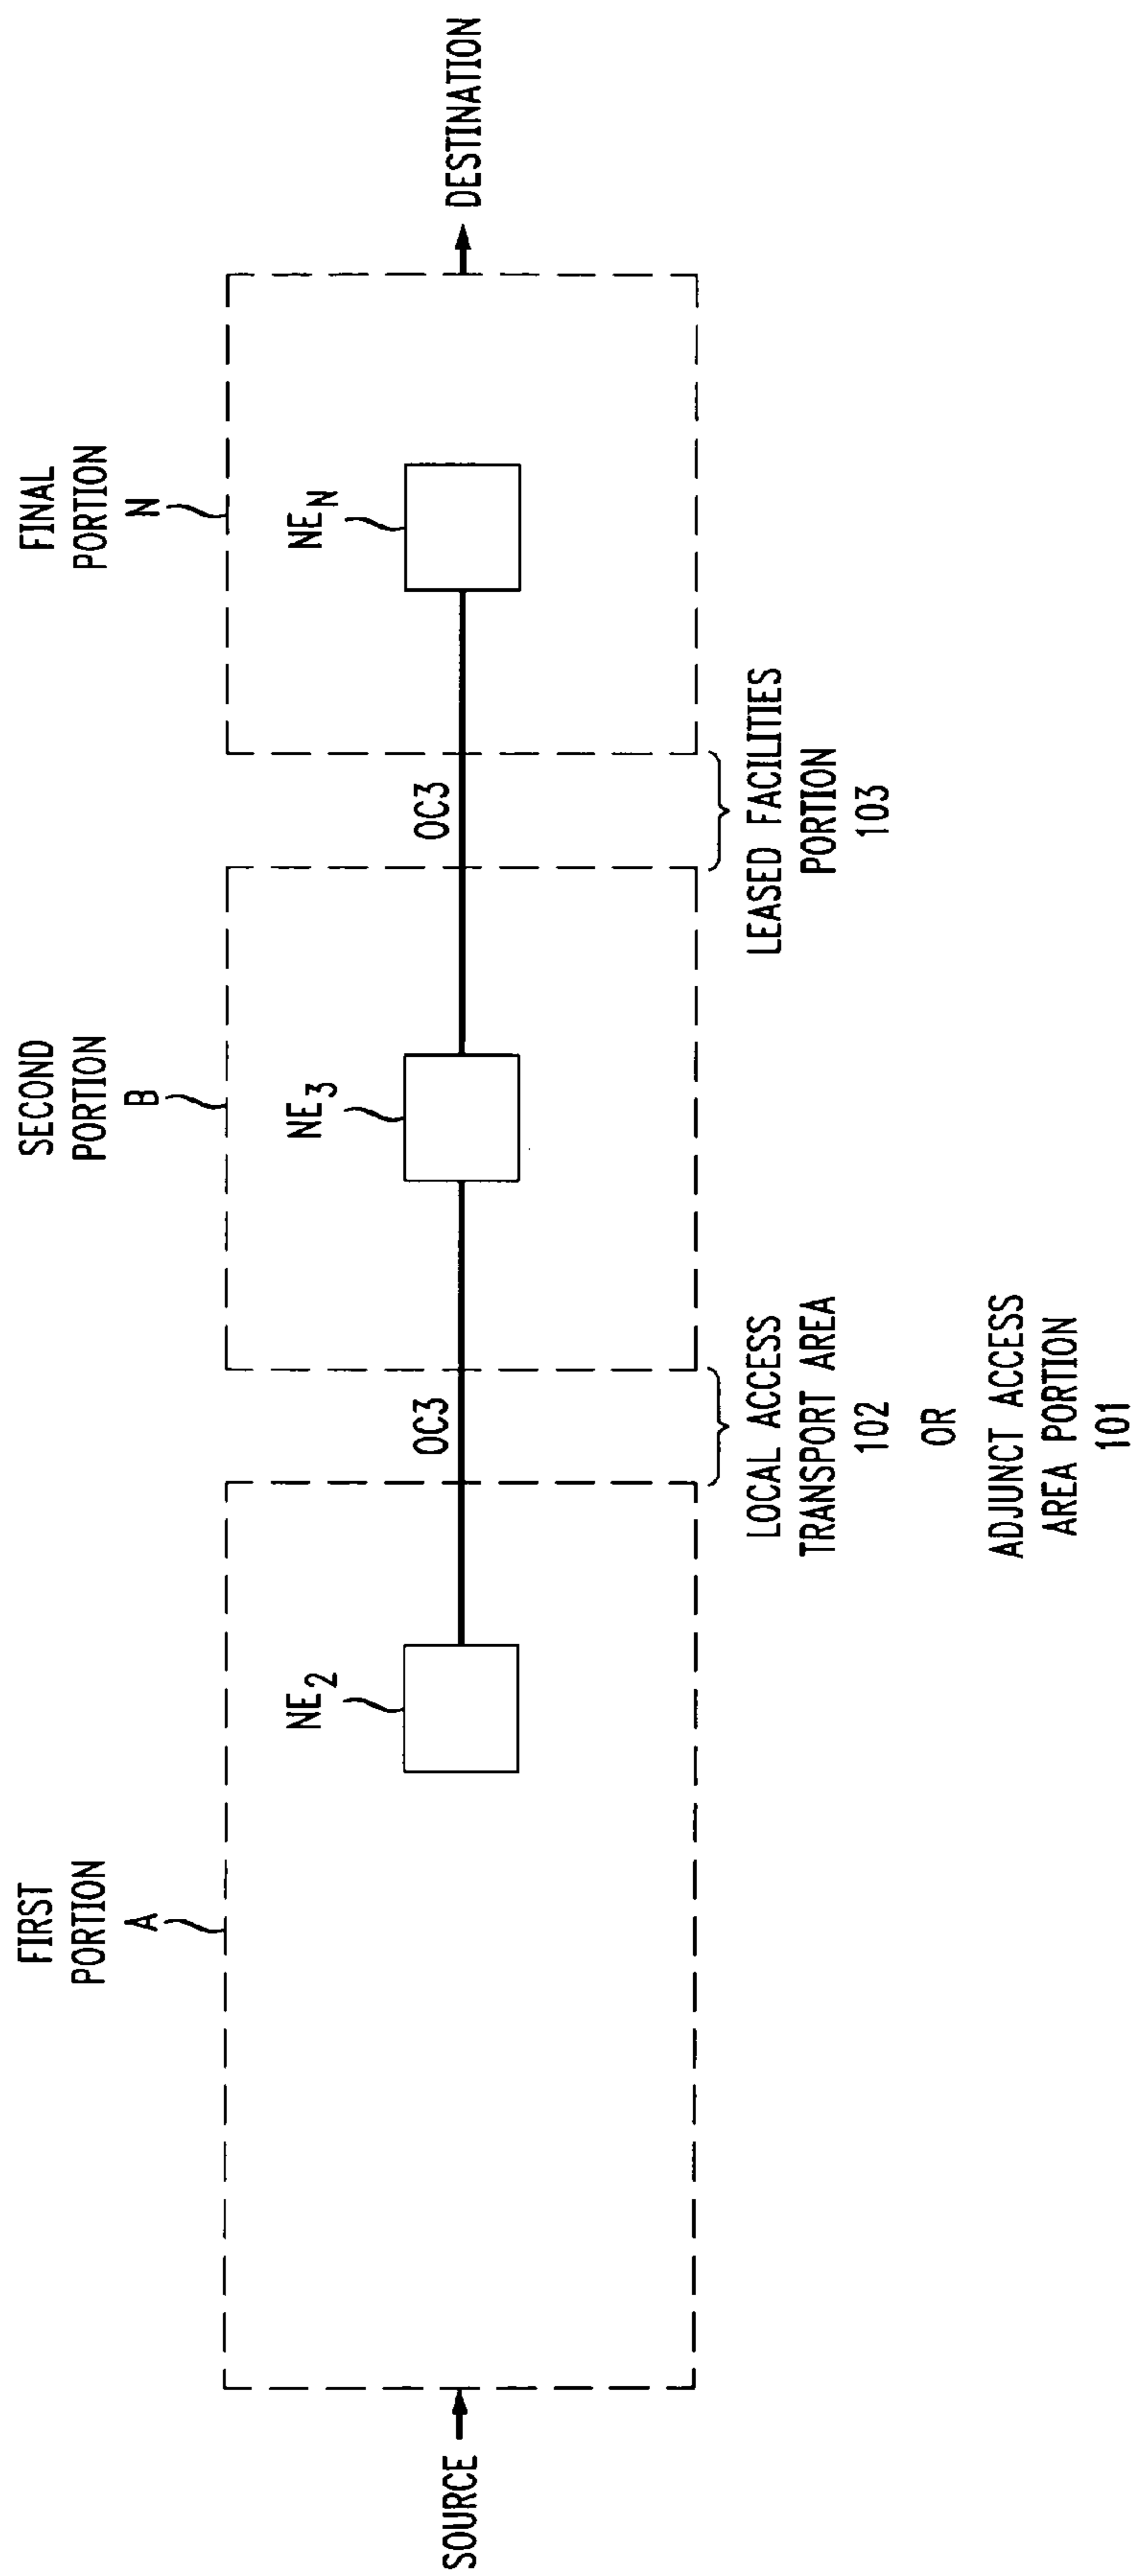 FIRST
PORTION
A
SECOND
PORTION
B
FINAL
PORTION
N
NE2
NE3
NEN
SOURCE
OC3
OC3
DESTINATION
LOCAL ACCESS
TRANSPORT AREA
102
OR
ADJUNCT ACCESS
AREA PORTION
101
LEASED FACILITIES
PORTION
103